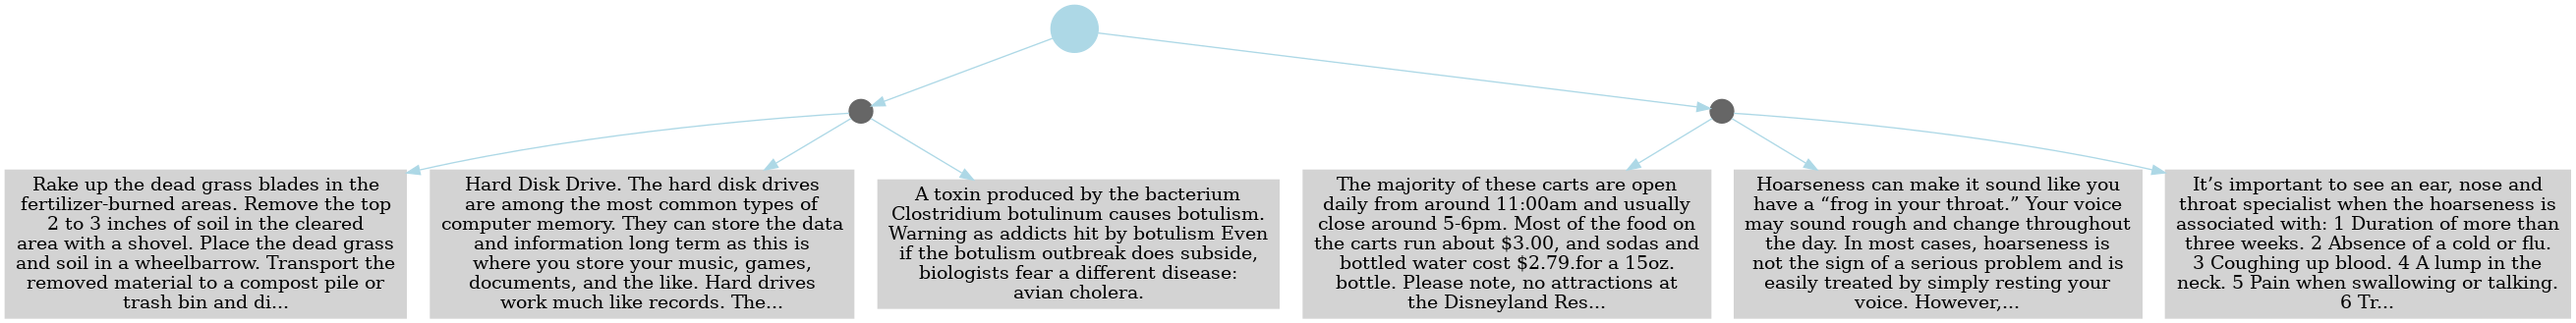 Rake up the dead grass blades in the
fertilizer-burned areas. Remove the top
2 to 3 inches of soil in the cleared
area with a shovel. Place the dead grass
and soil in a wheelbarrow. Transport the
removed material to a compost pile or
trash bin and di...
Hard Disk Drive. The hard disk drives
are among the most common types of
computer memory. They can store the data
and information long term as this is
where you store your music, games,
documents, and the like. Hard drives
work much like records. The...
A toxin produced by the bacterium
Clostridium botulinum causes botulism.
Warning as addicts hit by botulism Even
if the botulism outbreak does subside,
biologists fear a different disease:
avian cholera.
The majority of these carts are open
daily from around 11:00am and usually
close around 5-6pm. Most of the food on
the carts run about $3.00, and sodas and
bottled water cost $2.79.for a 15oz.
bottle. Please note, no attractions at
the Disneyland Res...
Hoarseness can make it sound like you
have a “frog in your throat.” Your voice
may sound rough and change throughout
the day. In most cases, hoarseness is
not the sign of a serious problem and is
easily treated by simply resting your
voice. However,...
It’s important to see an ear, nose and
throat specialist when the hoarseness is
associated with: 1 Duration of more than
three weeks. 2 Absence of a cold or flu.
3 Coughing up blood. 4 A lump in the
neck. 5 Pain when swallowing or talking.
6 Tr...